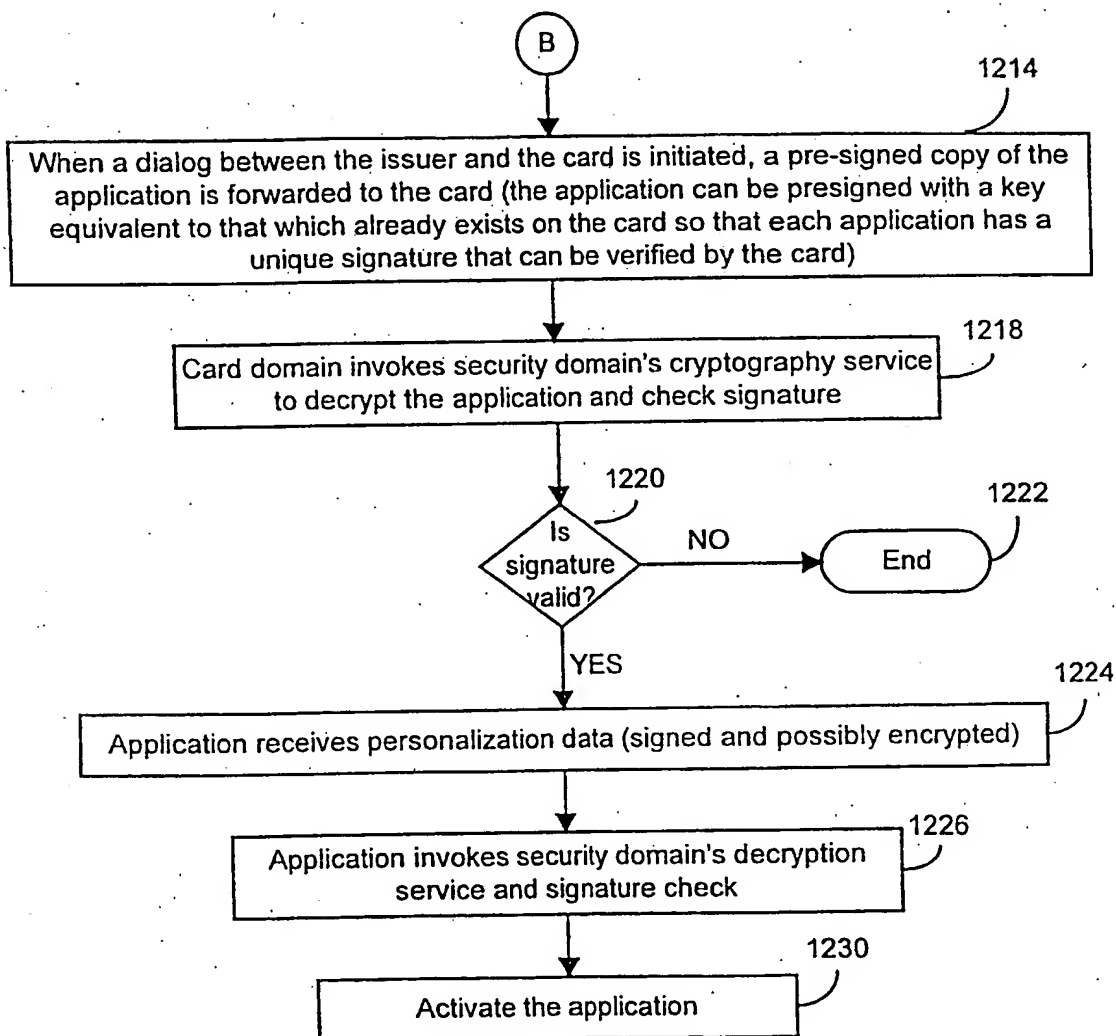 B
1214
When a dialog between the issuer and the card is initiated, a pre-signed copy of the
application is forwarded to the card (the application can be presigned with a key
equivalent to that which already exists on the card so that each application has a
unique signature that can be verified by the card)
1218
Card domain invokes security domain's cryptography service
to decrypt the application and check signature
1220
Is
signature
valid?
NO
1222
End
YES
1224
Application receives personalization data (signed and possibly encrypted)
1226
Application invokes security domain's decryption
service and signature check
1230
Activate the application